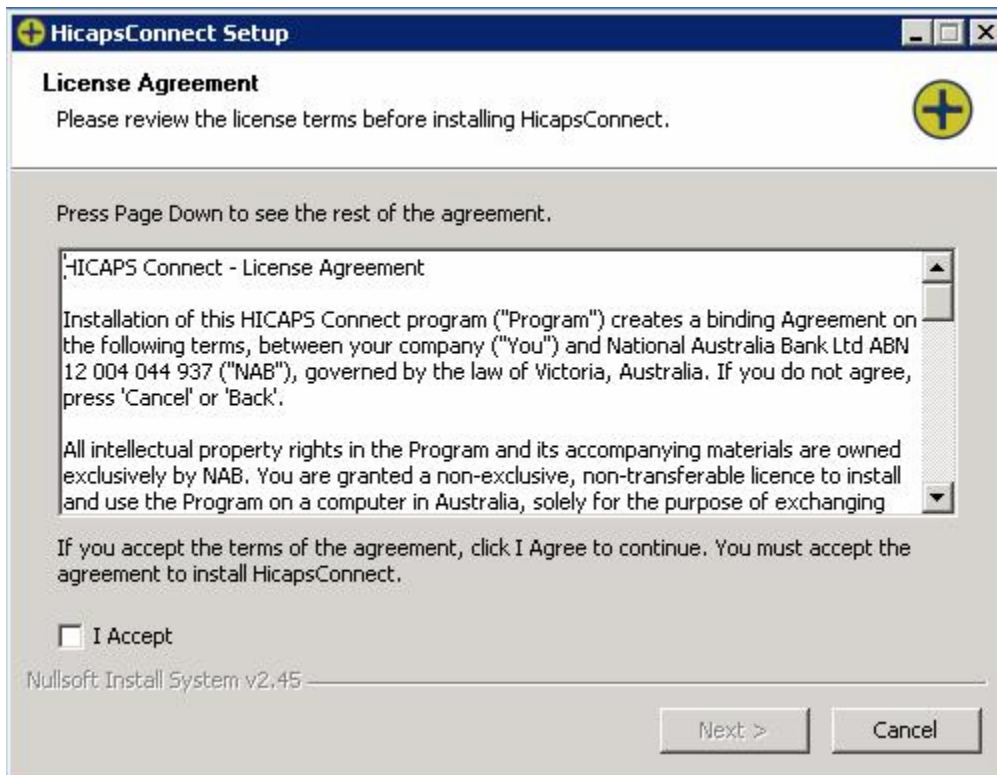 HicapsConnect Setup
License Agreement
Please review the license terms before installing HicapsConnect.
Press Page Down to see the rest of the agreement.
HICAPS Connect - License Agreement
Installation of this HICAPS Connect program ("Program") creates a binding Agreement on
the following terms, between your company ("You") and National Australia Bank Ltd ABN
12 004 044 937 ("NAB"), governed by the law of Victoria, Australia. If you do not agree,
press 'Cancel' or 'Back'.
All intellectual property rights in the Program and its accompanying materials are owned
exclusively by NAB. You are granted a non-exclusive, non-transferable licence to install
and use the Program on a computer in Australia, solely for the purpose of exchanging
If you accept the terms of the agreement, click I Agree to continue. You must accept the
agreement to install HicapsConnect.
I Accept
Nullsoft Install System v2.45
Next > Cancel